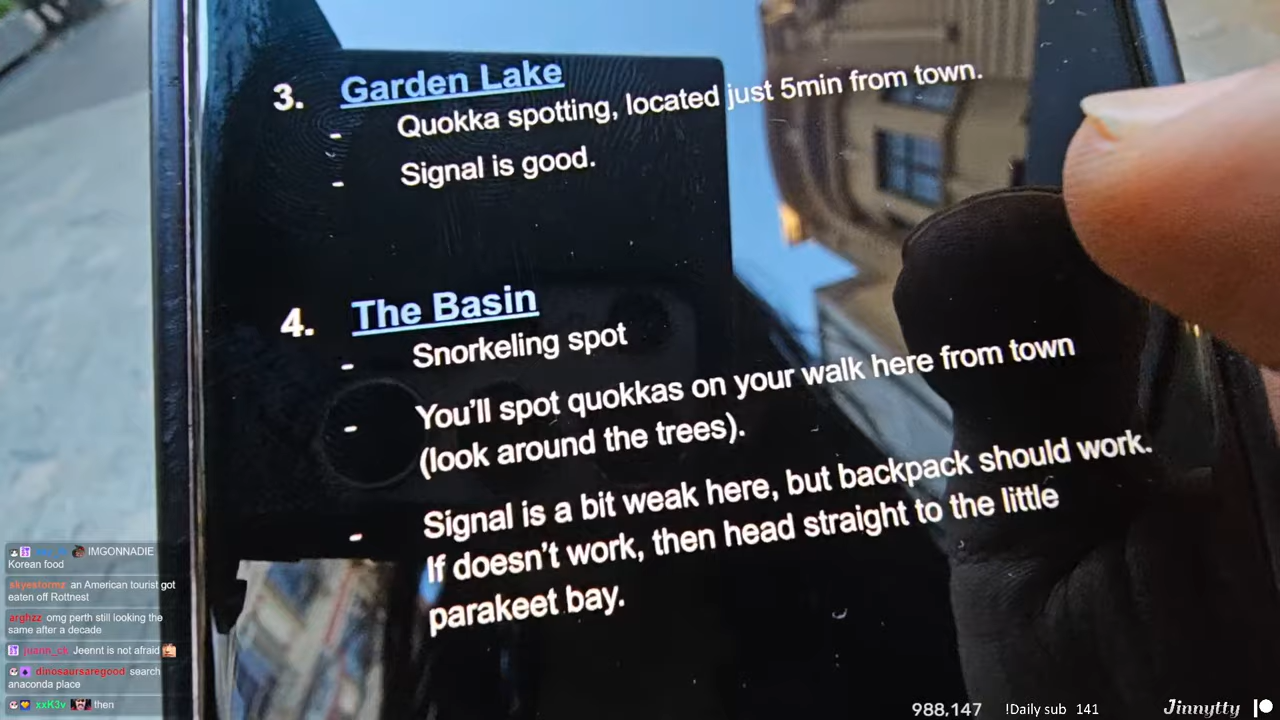 3. Garden Lake
- Quokka spotting, located just 5min from town.
- Signal is good.
4. The Basin
- Snorkeling spot
- You'll spot quokkas on your walk here from town
(look around the trees).
- Signal is a bit weak here, but backpack should work.
If doesn't work, then head straight to the little
parakeet bay.
IMGONNADIE
Korean food
skyestormz an American tourist got
eaten off Rottnest
arghzz omg perth still looking the
same after a decade
juann_ck Jeennt is not afraid
dinosaursaregood search
anaconda place
xxK3v then
988,147 !Daily sub 141 Jinnytty